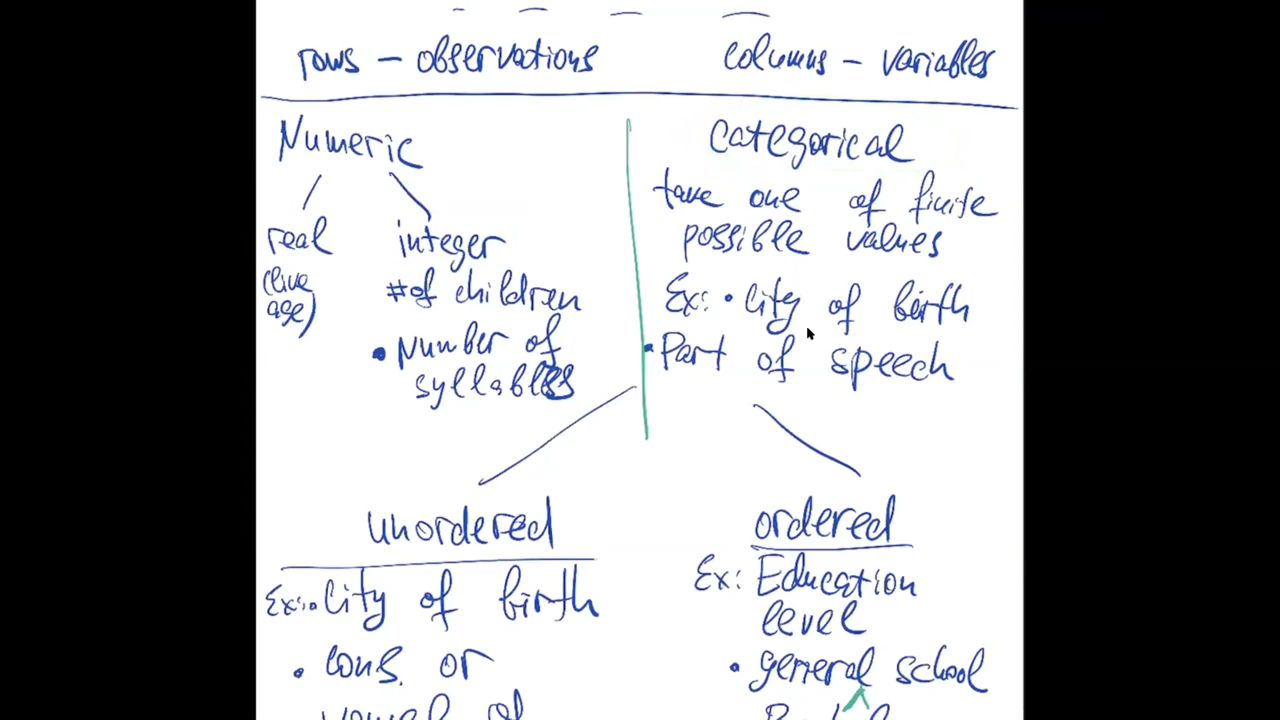 rows – observations
columns – variables
Numeric
real
(live
age)
integer
# of children
• Number of
syllables
categorical
take one of finite
possible values
Ex: • city of birth
• Part of speech
unordered
Ex: • city of birth
• cons. or
vowel
ordered
Ex: Education
level
• general school